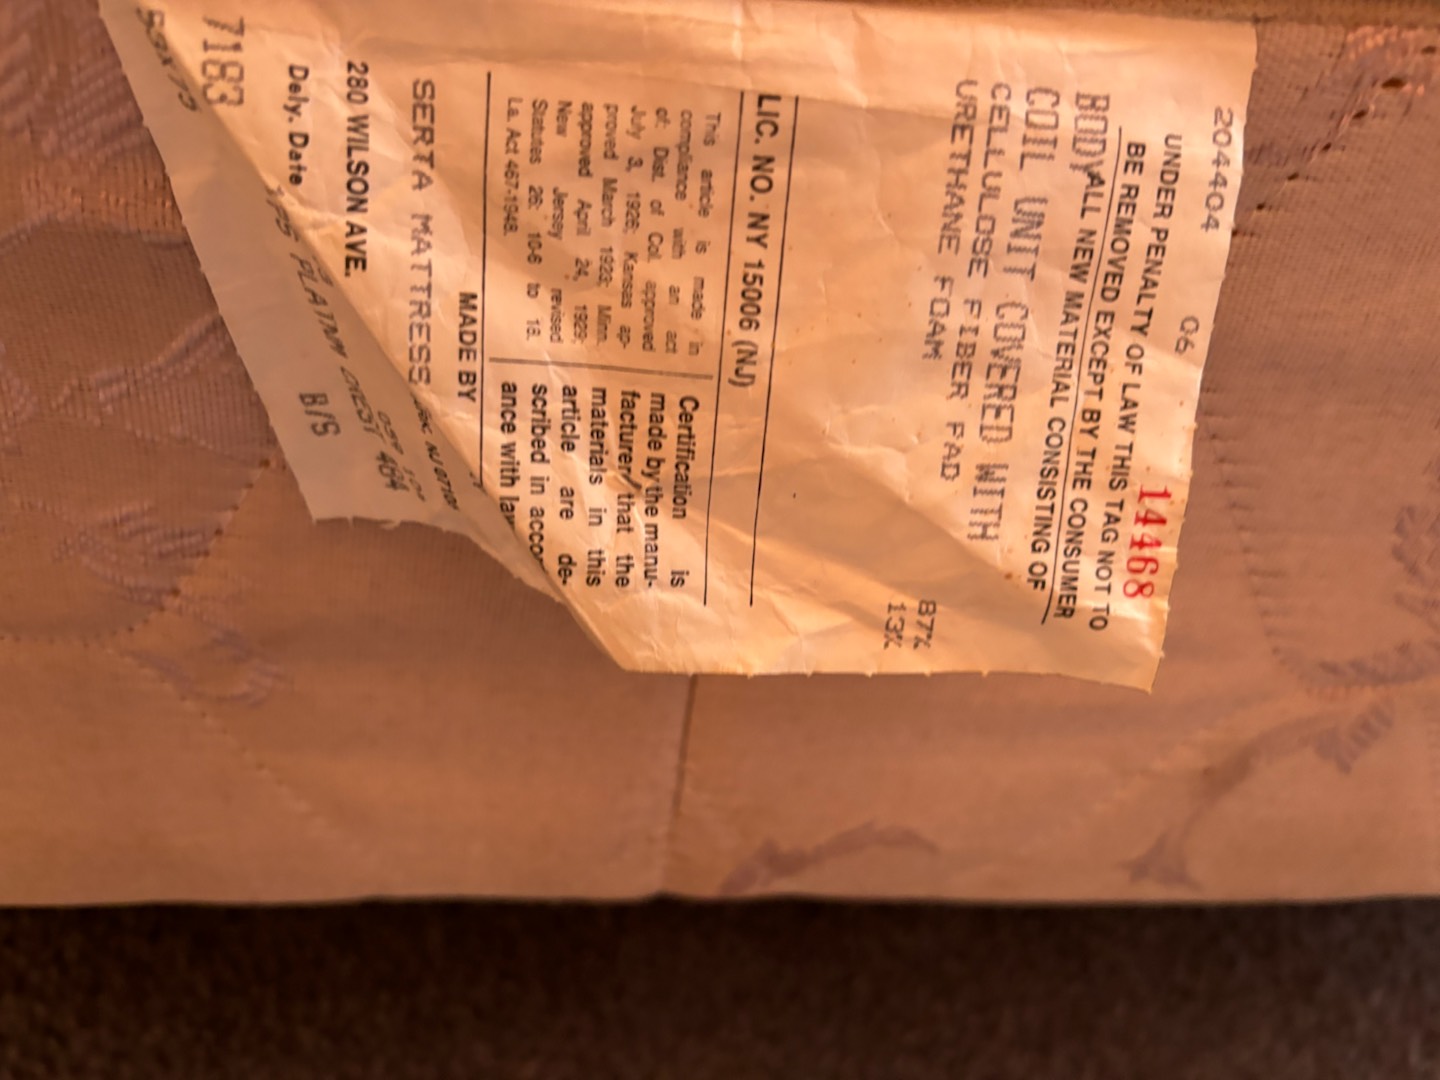 204404 06
14468
UNDER PENALTY OF LAW THIS TAG NOT TO
BE REMOVED EXCEPT BY THE CONSUMER
ALL NEW MATERIAL CONSISTING OF
BODY
COIL UNIT COVERED WITH
CELLULOSE FIBER PAD 87%
URETHANE FOAM 13%
LIC. NO. NY 15006 (NJ)
This article is made in
compliance with an act
of: Dist. of Col. approved
July 3, 1926; Kansas ap-
proved March 1923; Minn.
approved April 24, 1929;
New Jersey revised
Statutes 26: 10-6 to 18.
La. Act 467-1948.
Certification is
made by the manu-
facturer that the
materials in this
article are de-
scribed in acco
ance with law
MADE BY
SERTA MATTRESS
280 WILSON AVE.
NJ
Dely. Date
7183
464
B/S